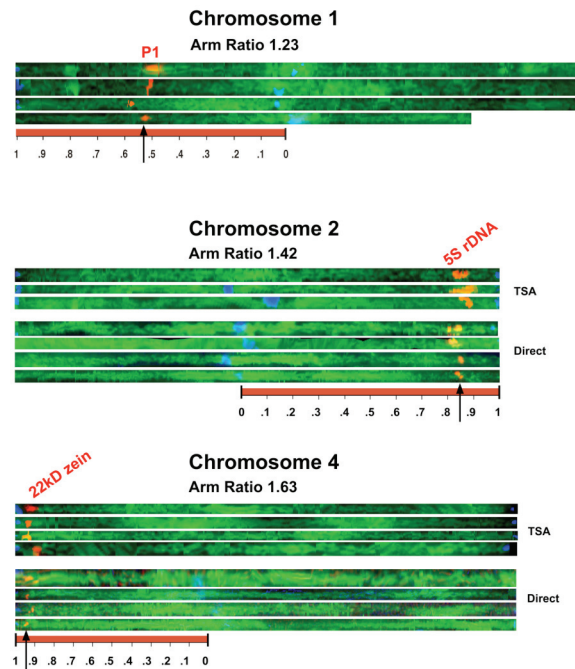 Chromosome 1
Arm Ratio 1.23
P1
1 .9 .8 .7 .6 .5 .4 .3 .2 .1 0
Chromosome 2
Arm Ratio 1.42
5S rDNA
TSA
Direct
0 .1 .2 .3 .4 .5 .6 .7 .8 .9 1
Chromosome 4
Arm Ratio 1.63
22kD zein
TSA
Direct
1 .9 .8 .7 .6 .5 .4 .3 .2 .1 0